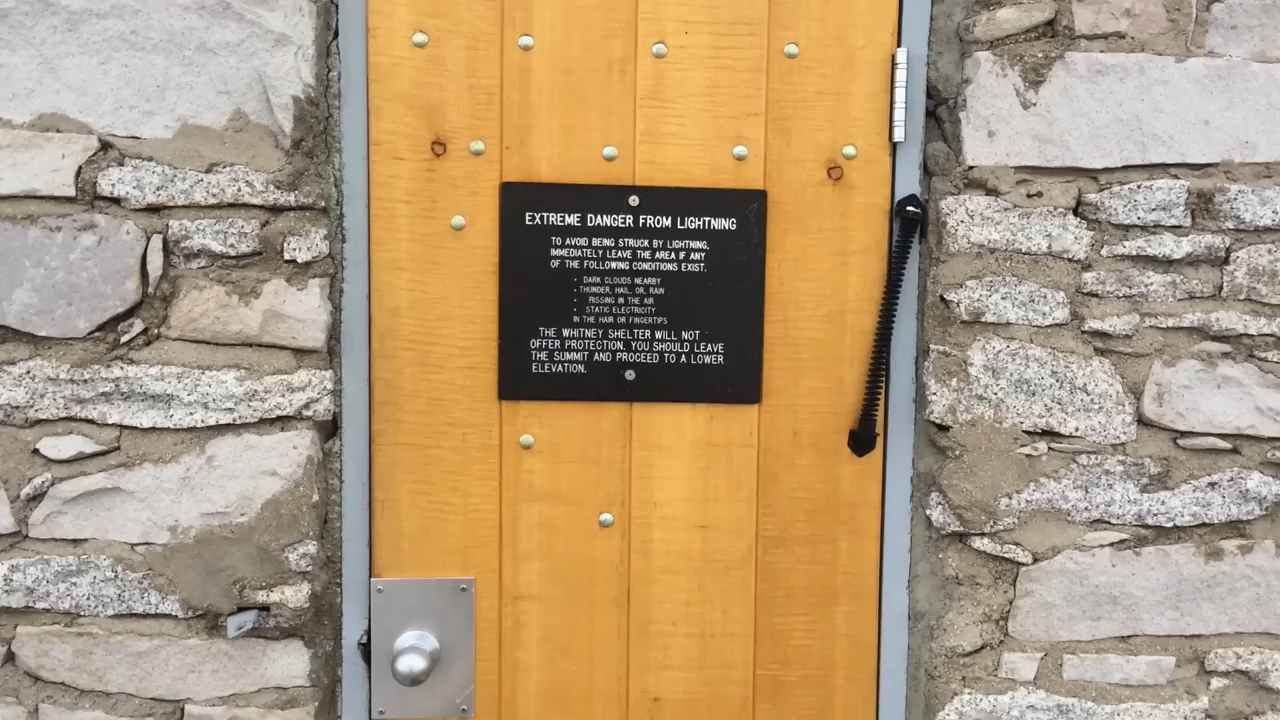 EXTREME DANGER FROM LIGHTNING
TO AVOID BEING STRUCK BY LIGHTNING,
IMMEDIATELY LEAVE THE AREA IF ANY
OF THE FOLLOWING CONDITIONS EXIST.
· DARK CLOUDS NEARBY
· THUNDER, HAIL, OR, RAIN
· RISSING IN THE AIR
· STATIC ELECTRICITY
IN THE HAIR OR FINGERTIPS
THE WHITNEY SHELTER WILL NOT
OFFER PROTECTION. YOU SHOULD LEAVE
THE SUMMIT AND PROCEED TO A LOWER
ELEVATION.